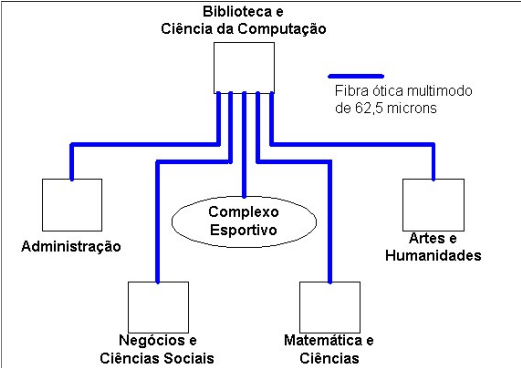 Biblioteca e
Ciência da Computação
Fibra ótica multimodo
de 62,5 microns
Complexo
Esportivo
Administração
Artes e
Humanidades
Negócios e
Ciências Sociais
Matemática e
Ciências